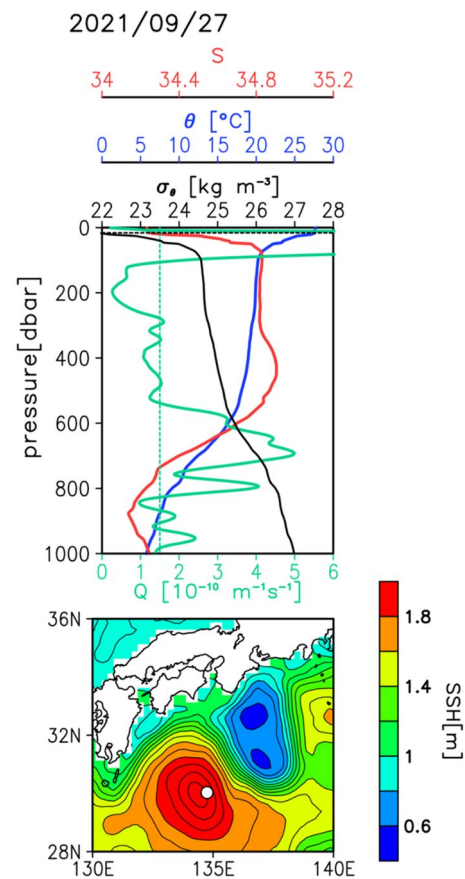 2021/09/27
S
34 34.4 34.8 35.2
θ [°C]
0 5 10 15 20 25 30
σθ [kg m⁻³]
22 23 24 25 26 27 28
pressure[dbar]
0
200
400
600
800
1000
0 1 2 3 4 5 6
Q [10⁻¹⁰ m⁻¹s⁻¹]
36N
32N
28N
130E 135E 140E
1.8
1.4
1
0.6
SSH[m]